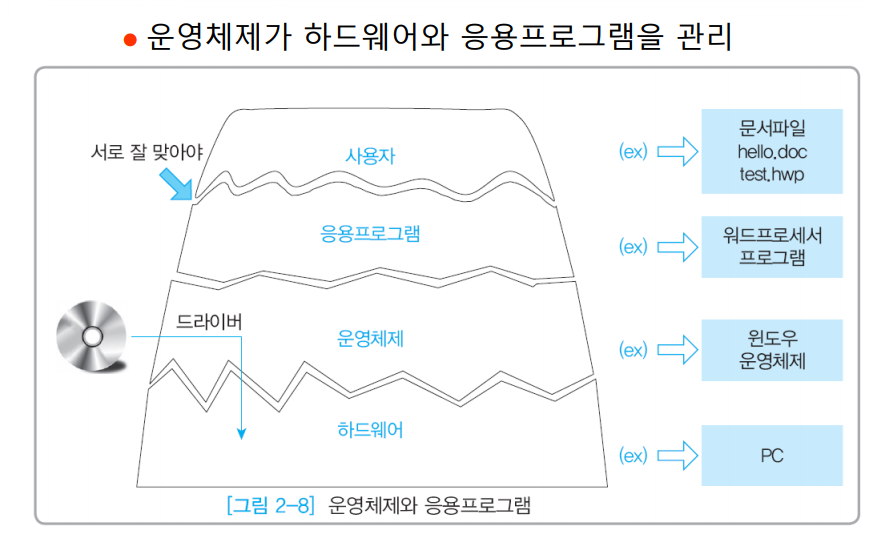 • 운영체제가 하드웨어와 응용프로그램을 관리
서로 잘 맞아야
사용자
(ex)
문서파일
hello.doc
test.hwp
응용프로그램
(ex)
워드프로세서
프로그램
드라이버
운영체제
(ex)
윈도우
운영체제
하드웨어
(ex)
PC
[그림 2-8] 운영체제와 응용프로그램